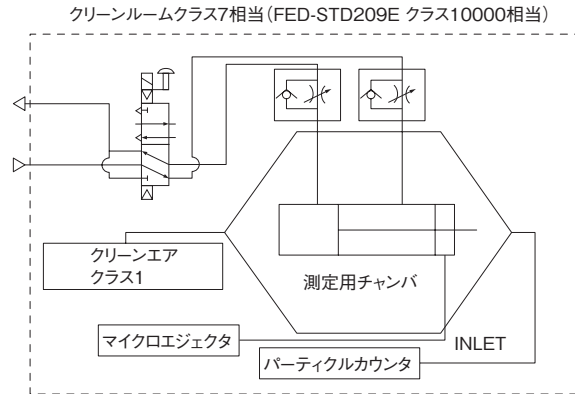 クリーンルームクラス7相当（FED-STD209E クラス10000相当）
クリーンエア
クラス1
測定用チャンバ
マイクロエジェクタ
INLET
パーティクルカウンタ